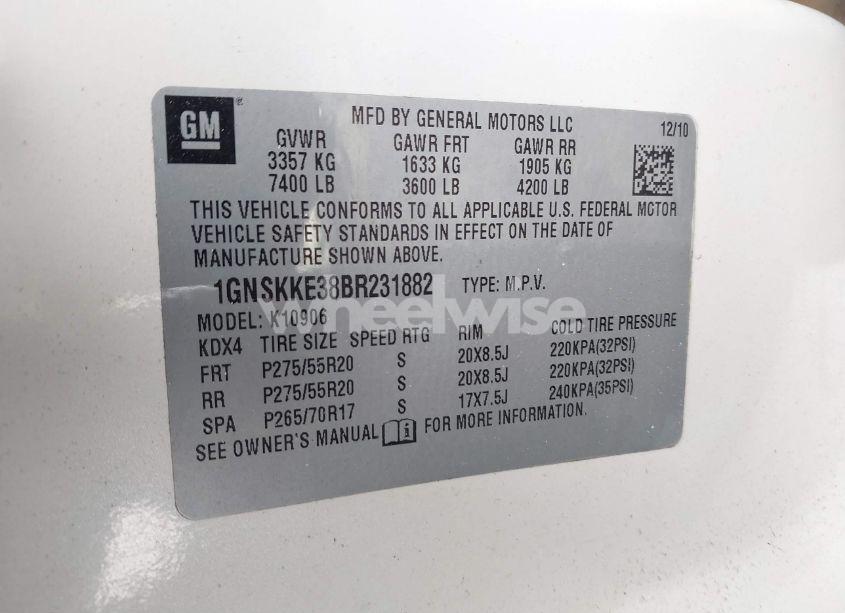 GM
MFD BY GENERAL MOTORS LLC 12/10
GVWR GAWR FRT GAWR RR
3357 KG 1633 KG 1905 KG
7400 LB 3600 LB 4200 LB
THIS VEHICLE CONFORMS TO ALL APPLICABLE U.S. FEDERAL MOTOR
VEHICLE SAFETY STANDARDS IN EFFECT ON THE DATE OF
MANUFACTURE SHOWN ABOVE.
1GNSKKE38BR231882 TYPE: M.P.V.
wheelwise
MODEL: K10906
KDX4 TIRE SIZE SPEED RTG RIM COLD TIRE PRESSURE
FRT P275/55R20 S 20X8.5J 220KPA(32PSI)
RR P275/55R20 S 20X8.5J 220KPA(32PSI)
SPA P265/70R17 S 17X7.5J 240KPA(35PSI)
SEE OWNER'S MANUAL FOR MORE INFORMATION.